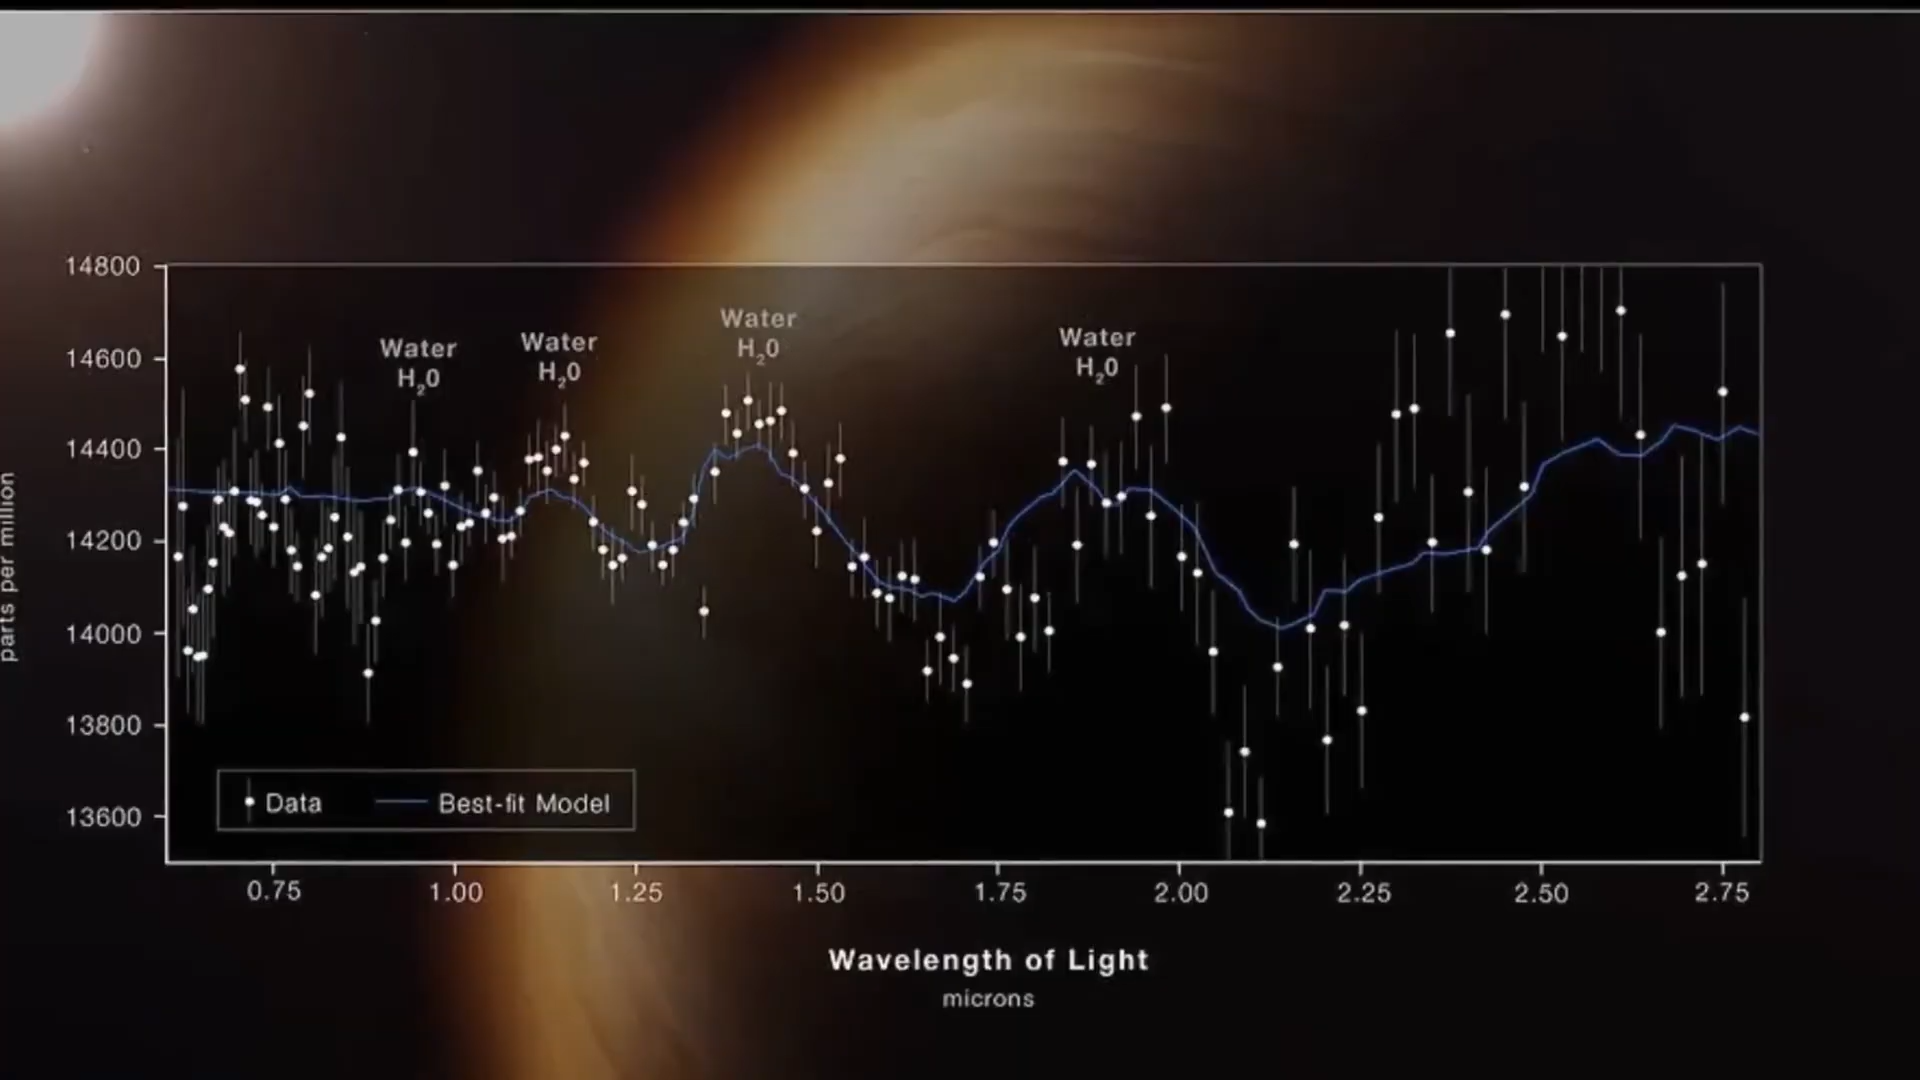 14800
14600
14400
14200
14000
13800
13600
parts per million
Water
H₂0
Water
H₂0
Water
H₂0
Water
H₂0
Data
Best-fit Model
0.75
1.00
1.25
1.50
1.75
2.00
2.25
2.50
2.75
Wavelength of Light
microns